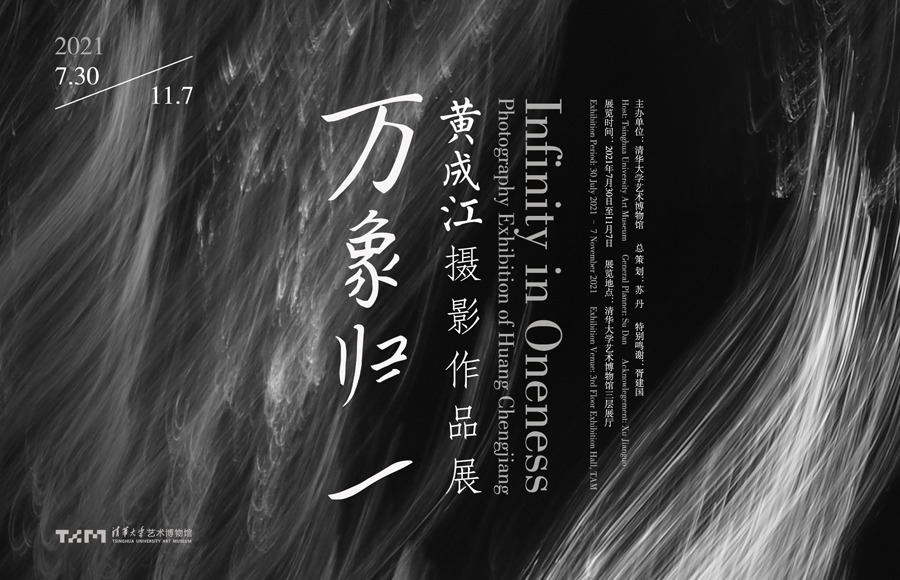 2021
7.30
11.7
万象归一
黄成江摄影作品展
Infinity in Oneness
Photography Exhibition of Huang Chengjiang
主办单位：清华大学艺术博物馆 总策划：苏丹 特别鸣谢：胥建国
Host: Tsinghua University Art Museum General Planner: Su Dan Acknowlegement: Xu Jianguo
展览时间：2021年7月30日至11月7日 展览地点：清华大学艺术博物馆三层展厅
Exhibition Period: 30 July 2021 - 7 November 2021 Exhibition Venue: 3rd Floor Exhibition Hall, TAM
TAM 清华大学艺术博物馆
TSINGHUA UNIVERSITY ART MUSEUM